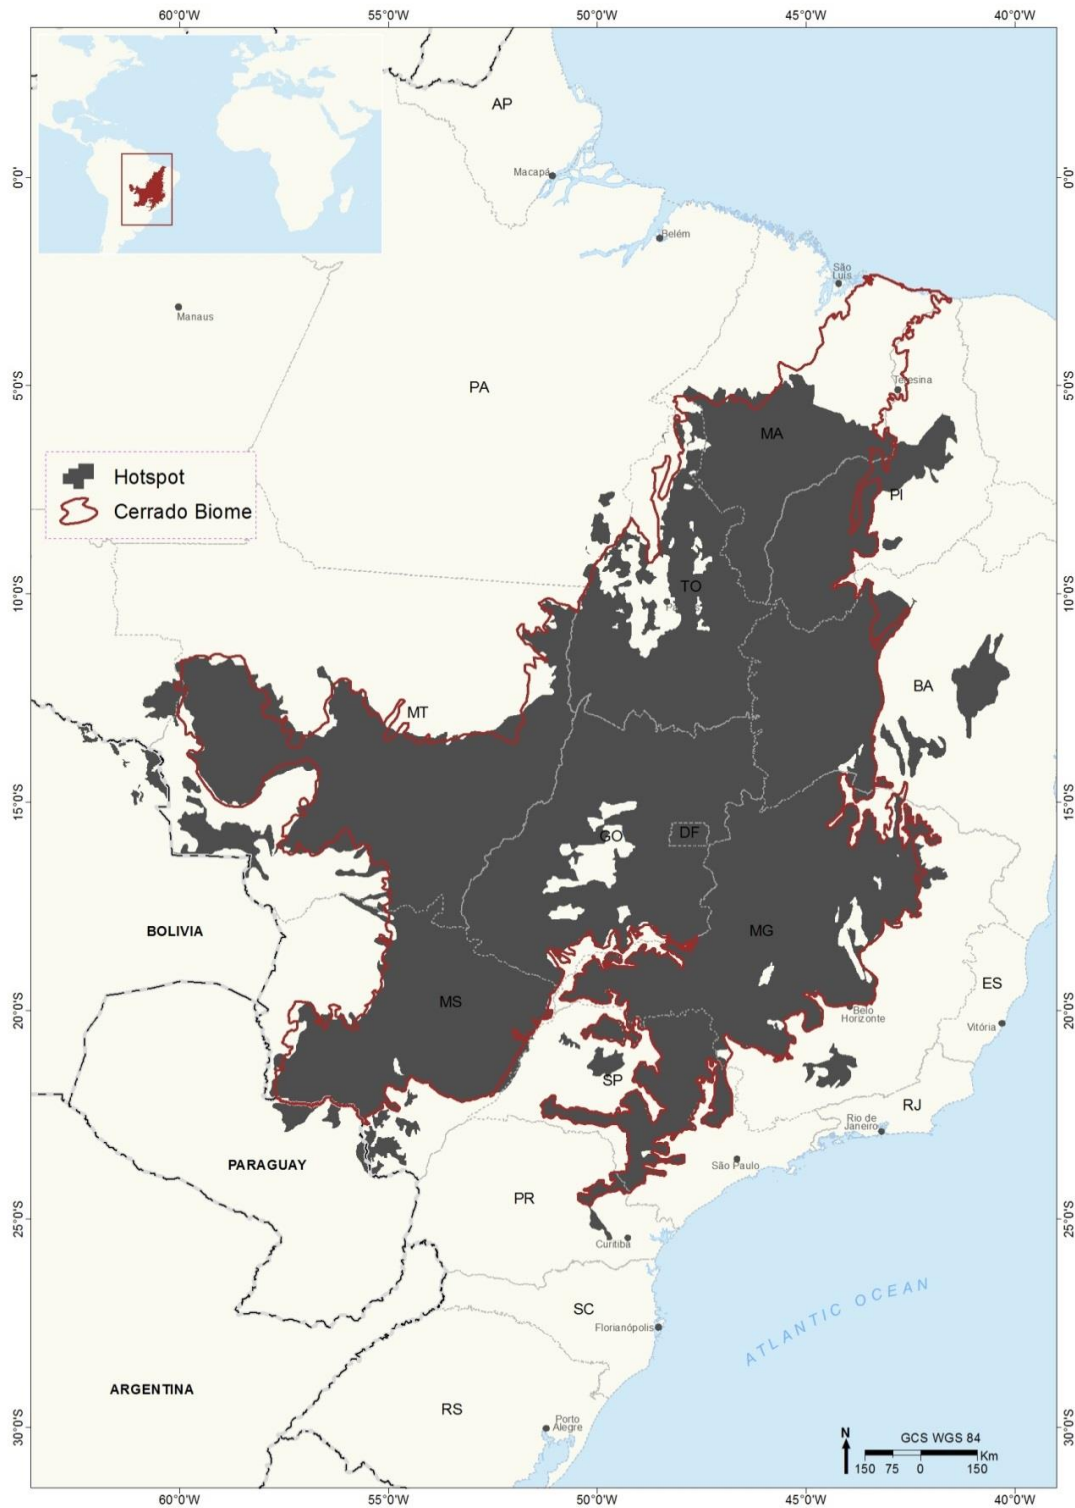 60°0'W 55°0'W 50°0'W 45°0'W 40°0'W
AP
Macapá
0°0'
0°0'
Belém
São
Luís
Manaus
PA
5°0'S
5°0'S
Teresina
MA
Hotspot
Cerrado Biome
PI
TO
10°0'S
10°0'S
BA
MT
15°0'S
15°0'S
GO
DF
BOLIVIA
MG
ES
MS
20°0'S
20°0'S
Belo
Horizonte
Vitória
SP
RJ
Rio de
Janeiro
PARAGUAY
São Paulo
PR
25°0'S
25°0'S
Curitiba
SC
Florianópolis
ATLANTIC OCEAN
ARGENTINA
RS
Porto
Alegre
30°0'S
30°0'S
N
GCS WGS 84
Km
150 75 0 150
60°0'W 55°0'W 50°0'W 45°0'W 40°0'W